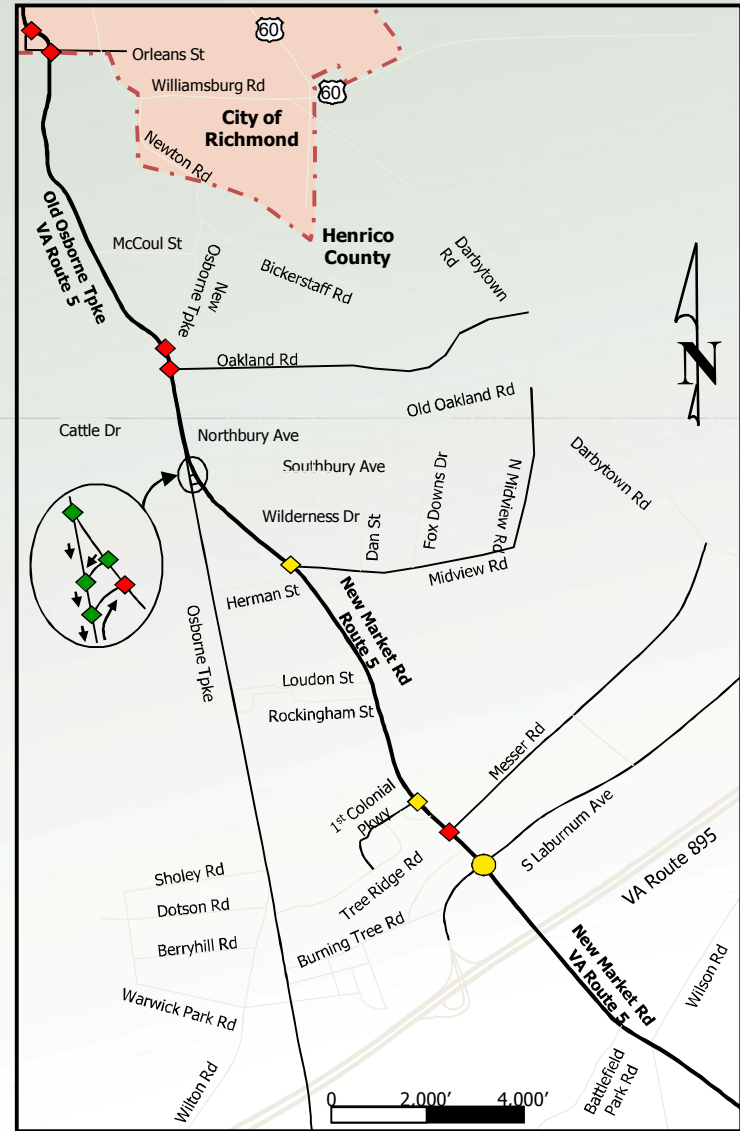 60
Orleans St
Williamsburg Rd
60
City of
Richmond
Newton Rd
Old Osborne Tpke
VA Route 5
McCoul St
New
Osborne Tpke
Henrico
County
Bickerstaff Rd
Darbytown
Rd
N
Oakland Rd
Old Oakland Rd
Cattle Dr
Northbury Ave
Southbury Ave
Wilderness Dr
Dan St
Fox Downs Dr
N Midview Rd
Darbytown Rd
Midview Rd
Herman St
New Market Rd
Route 5
Osborne Tpke
Loudon St
Rockingham St
Messer Rd
1st Colonial
Pkwy
S Laburnum Ave
VA Route 895
Sholey Rd
Tree Ridge Rd
Dotson Rd
Burning Tree Rd
Berryhill Rd
New Market Rd
VA Route 5
Wilson Rd
Warwick Park Rd
Wilton Rd
Battlefield
Park Rd
0 2,000’ 4,000’